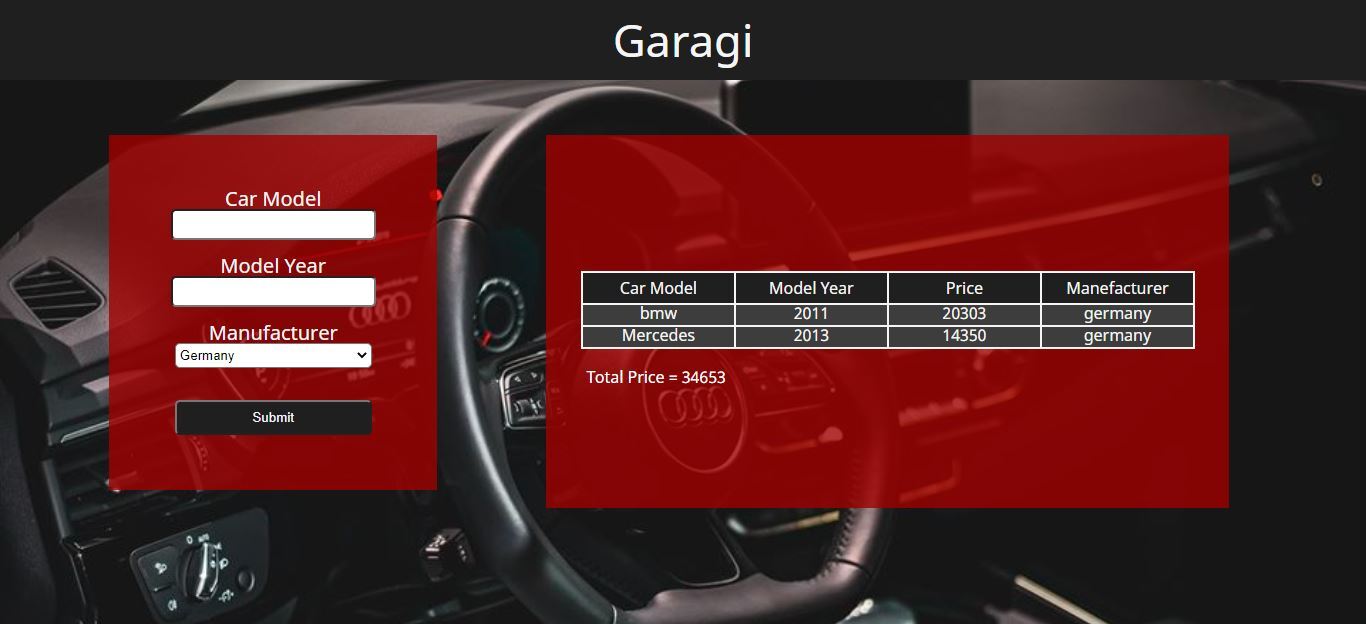 Garagi
Car Model
Model Year
Manufacturer
Germany
Submit
Car Model Model Year Price Manefacturer
bmw 2011 20303 germany
Mercedes 2013 14350 germany
Total Price = 34653